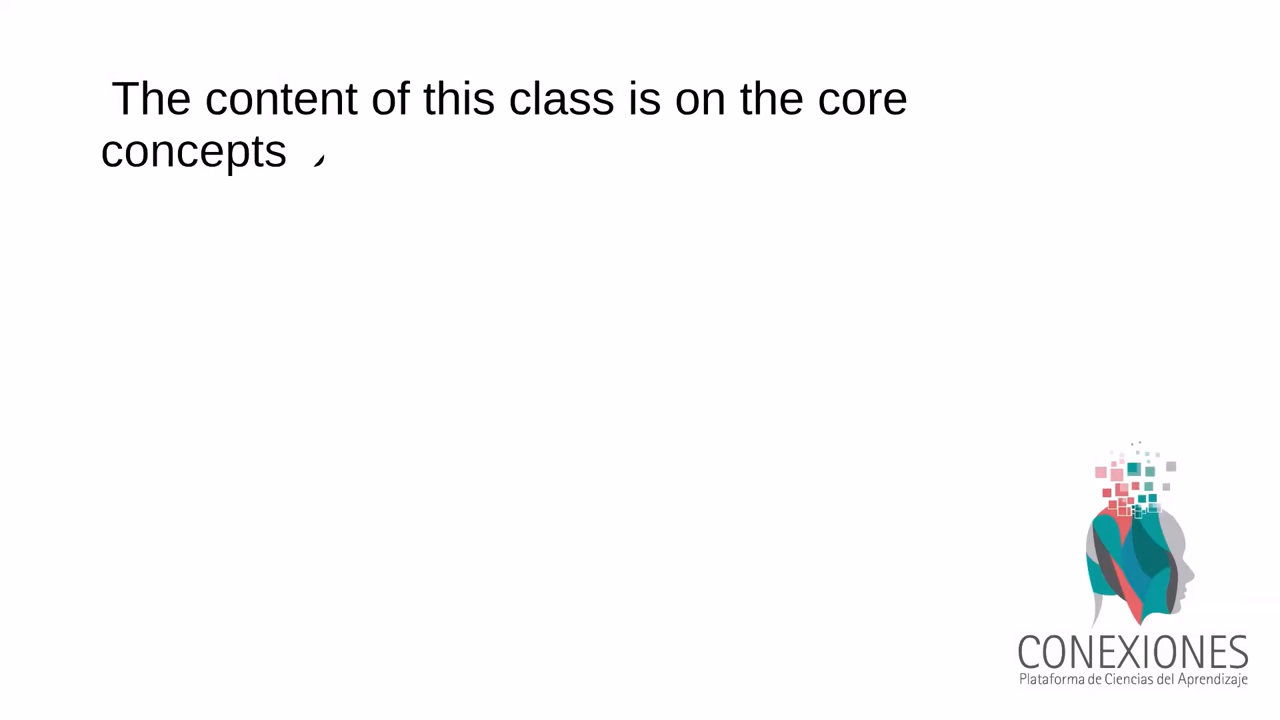 The content of this class is on the core
concepts
CONEXIONES
Plataforma de Ciencias del Aprendizaje